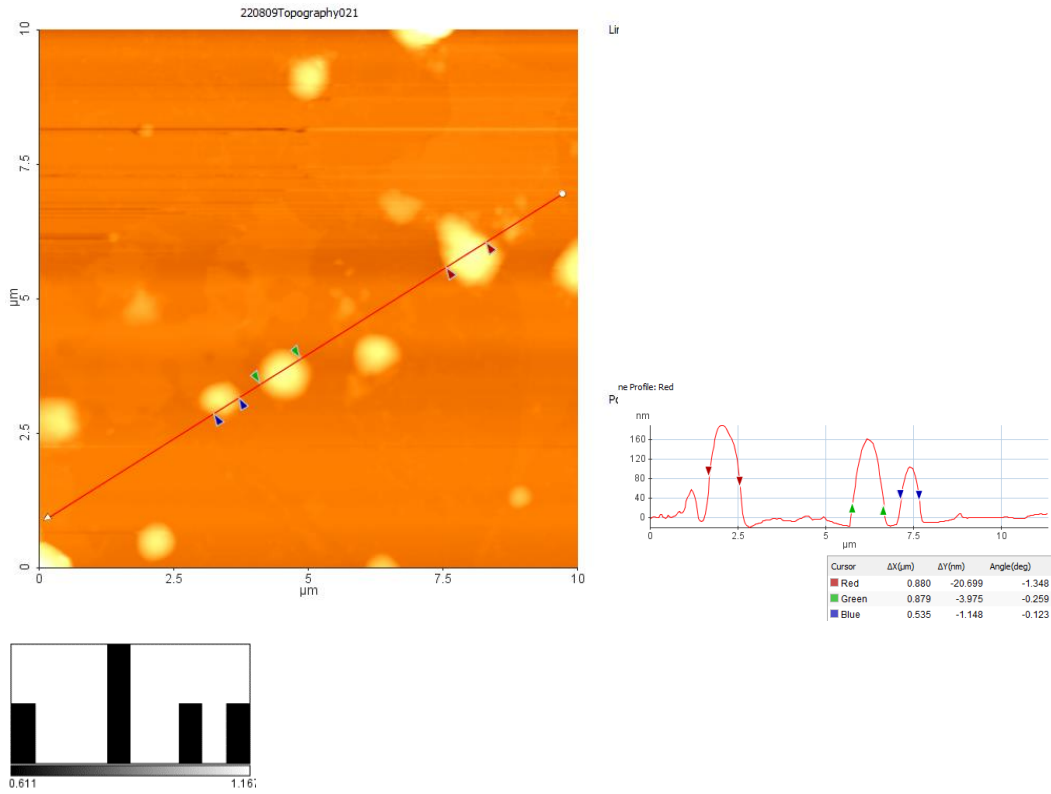 220809Topography021
10
7.5
5
2.5
0
µm
0 2.5 5 7.5 10
µm
Lir
ne Profile: Red
Po
nm
160
120
80
40
0
0 2.5 5 7.5 10
µm
Cursor ΔX(µm) ΔY(nm) Angle(deg)
Red 0.880 -20.699 -1.348
Green 0.879 -3.975 -0.259
Blue 0.535 -1.148 -0.123
0.611 1.167